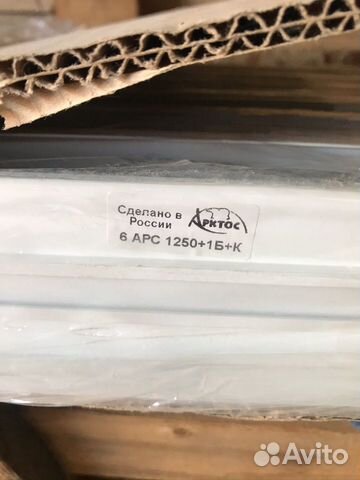 Сделано в
России
Арктос
6 АРС 1250+1Б+К
Avito